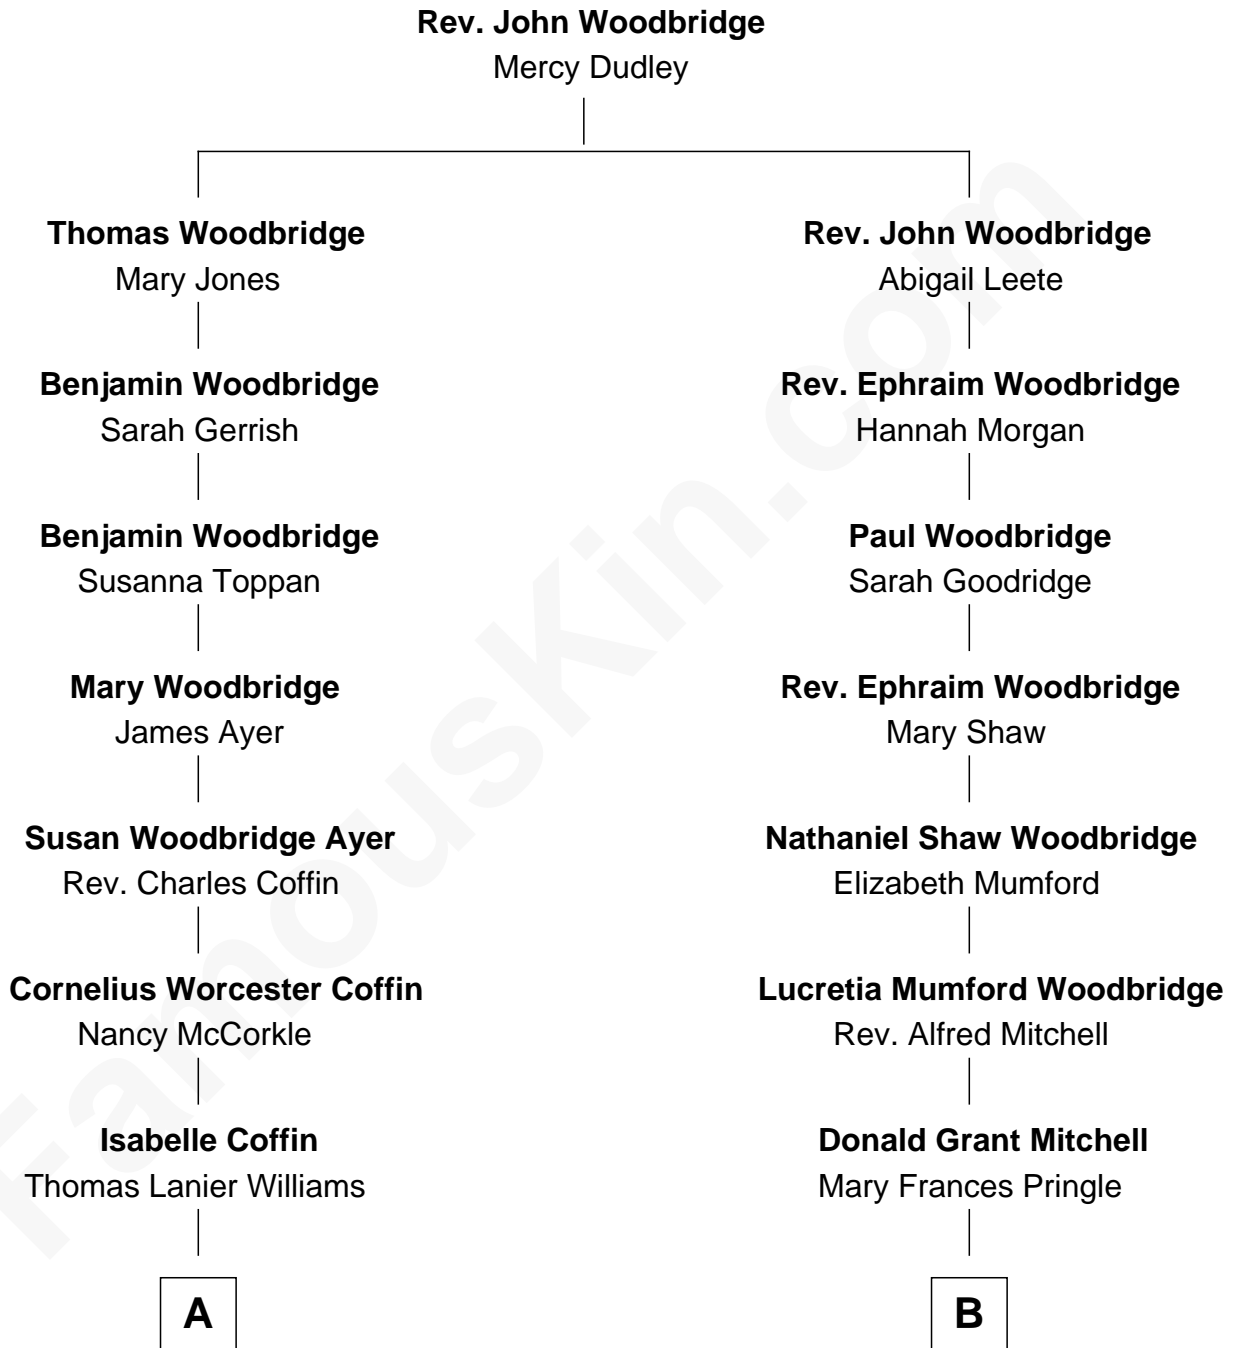 Rev. John Woodbridge
Mercy Dudley
Thomas Woodbridge
Mary Jones
Rev. John Woodbridge
Abigail Leete
Benjamin Woodbridge
Sarah Gerrish
Rev. Ephraim Woodbridge
Hannah Morgan
Benjamin Woodbridge
Susanna Toppan
Paul Woodbridge
Sarah Goodridge
Mary Woodbridge
James Ayer
Rev. Ephraim Woodbridge
Mary Shaw
Susan Woodbridge Ayer
Rev. Charles Coffin
Nathaniel Shaw Woodbridge
Elizabeth Mumford
Cornelius Worcester Coffin
Nancy McCorkle
Lucretia Mumford Woodbridge
Rev. Alfred Mitchell
Isabelle Coffin
Thomas Lanier Williams
Donald Grant Mitchell
Mary Frances Pringle
A
B
FamousKin.com